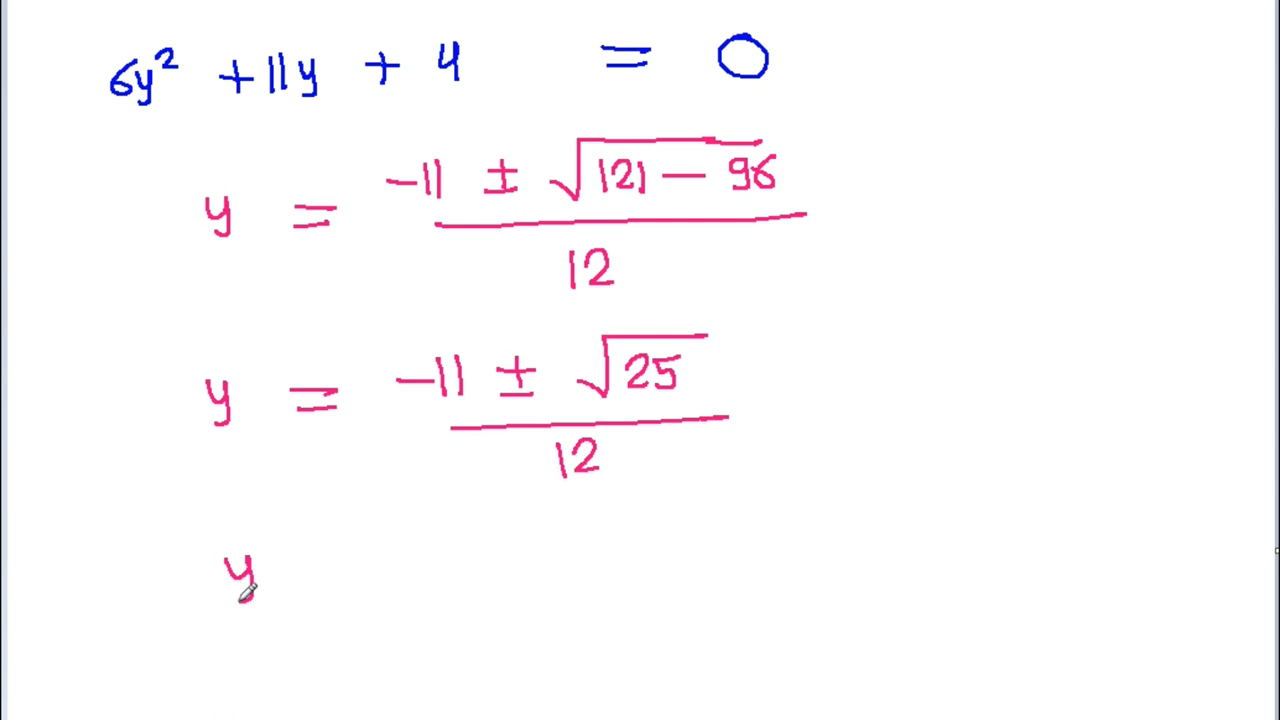 6y² + 11y + 4 = 0
y = (-11 ± √(121 - 96)) / 12
y = (-11 ± √25) / 12
y